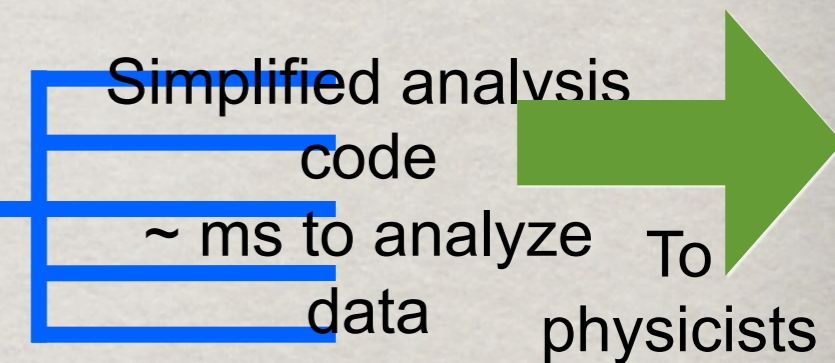 Simplified analysis
code
~ ms to analyze
data
To
physicists